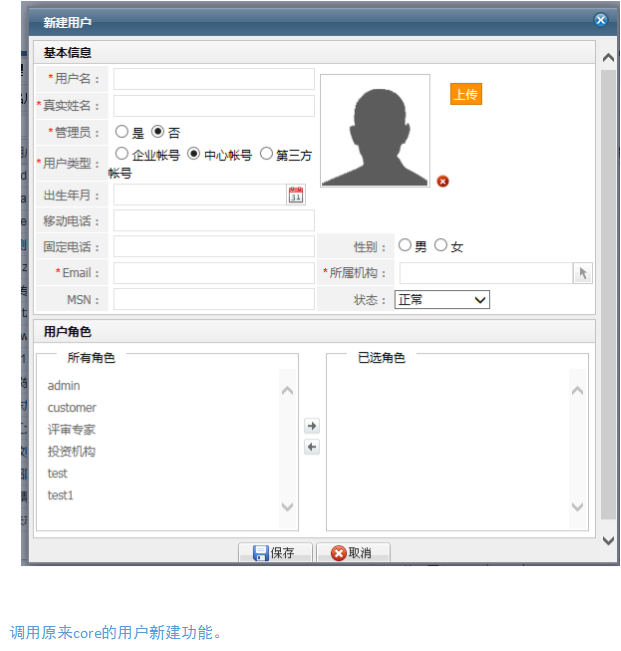 新建用户
基本信息
*用户名：
上传
*真实姓名：
*管理员： 是 否
*用户类型： 企业帐号 中心帐号 第三方
帐号
出生年月： 31
移动电话：
固定电话： 性别： 男 女
*Email： *所属机构：
MSN： 状态： 正常
用户角色
所有角色 已选角色
admin
customer
评审专家
投资机构
test
test1
保存 取消
调用原来core的用户新建功能。